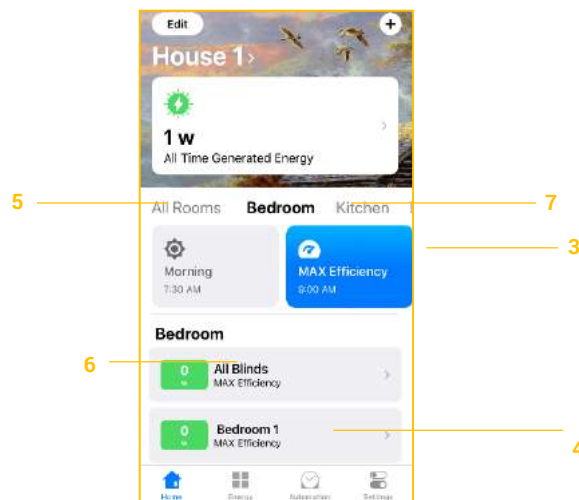 Edit +
House 1 >
1 w
All Time Generated Energy
5
All Rooms Bedroom Kitchen
7
3
Morning
7:30 AM
MAX Efficiency
9:00 AM
Bedroom
6
0
w
All Blinds
MAX Efficiency
0
w
Bedroom 1
MAX Efficiency
4
Home Energy Automation Settings